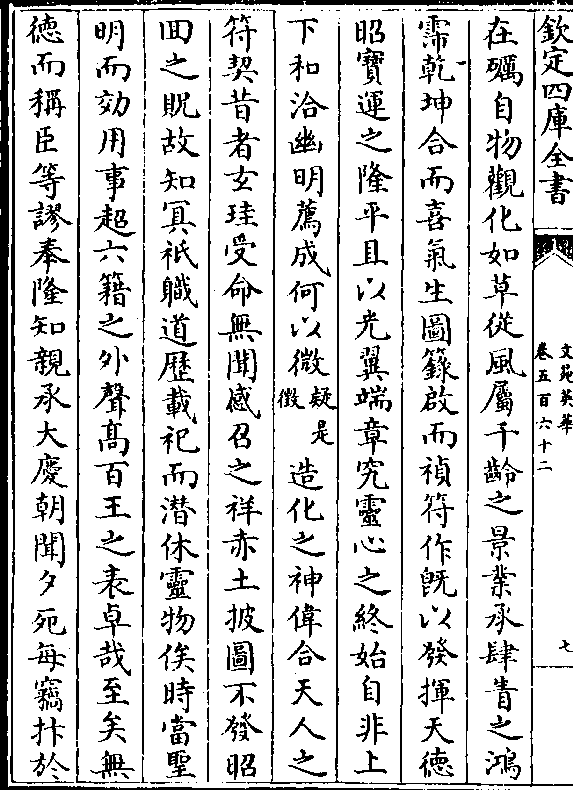 欽定四庫全書
文苑英華
卷五百六十二
七
在礪自物觀化如草從風屬千齡之景業承肆眚之鴻
霈乾坤合而喜氣生圖籙啟而禎符作旣以發揮天德
昭寶運之隆平且以光翼端章究靈心之終始自非上
下和洽幽明薦成何以微疑是徵造化之神偉合天人之
符契昔者玄珪受命無聞感召之祥赤土披圖不發昭
回之貺故知冥祇職道歷載祀而潜休靈物俟時當聖
明而効用事超六籍之外聲髙百王之表卓哉至矣無
徳而稱臣等謬奉隆知親承大慶朝聞夕死每竊抃於